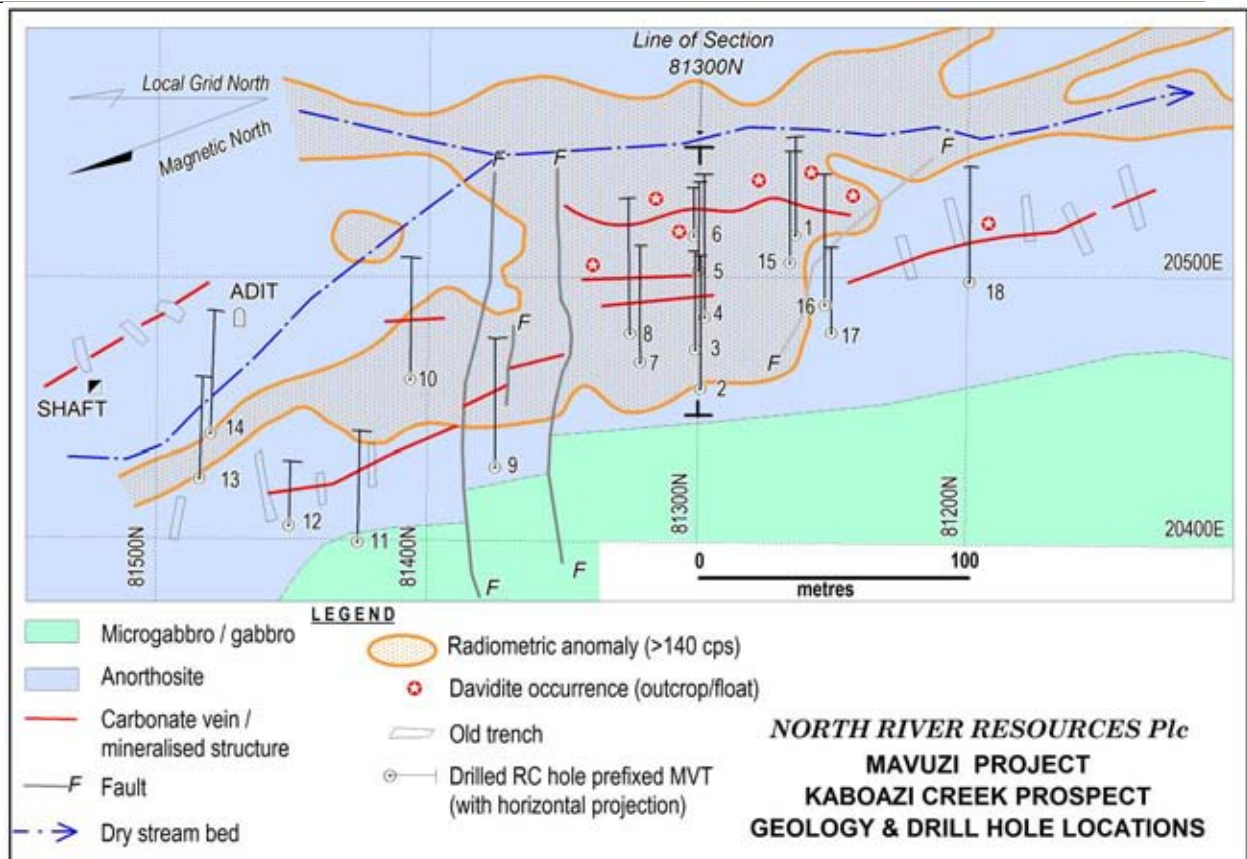 Line of Section
81300N
Local Grid North
Magnetic North
F
F
ADIT
SHAFT
F
F
F
F
F
1
2
3
4
5
6
7
8
9
10
11
12
13
14
15
16
17
18
20500E
20400E
81500N
81400N
81300N
81200N
0
100
metres
LEGEND
Microgabbro / gabbro
Anorthosite
Carbonate vein /
mineralised structure
F
Fault
Dry stream bed
Radiometric anomaly (>140 cps)
Davidite occurrence (outcrop/float)
Old trench
Drilled RC hole prefixed MVT
(with horizontal projection)
NORTH RIVER RESOURCES Plc
MAVUZI PROJECT
KABOAZI CREEK PROSPECT
GEOLOGY & DRILL HOLE LOCATIONS